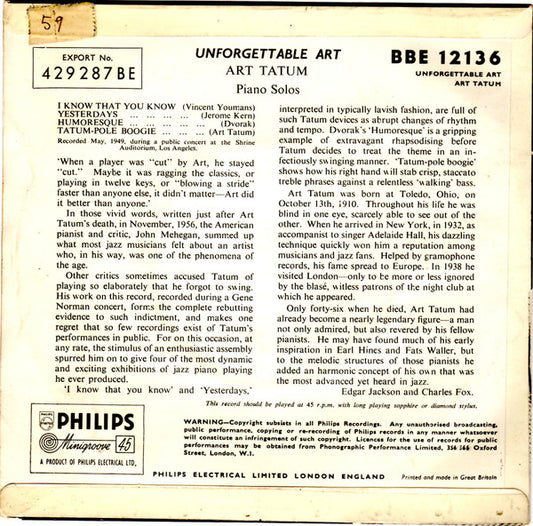 59
EXPORT No.
429287 BE
UNFORGETTABLE ART
ART TATUM
Piano Solos
BBE 12136
UNFORGETTABLE ART
ART TATUM
I KNOW THAT YOU KNOW (Vincent Youmans)
YESTERDAYS ... ... ... ... (Jerome Kern)
HUMORESQUE ... ... ... ... (Dvorak)
TATUM-POLE BOOGIE ... ... ... (Art Tatum)
Recorded May, 1949, during a public concert at the Shrine
Auditorium, Los Angeles.
'When a player was "cut" by Art, he stayed
"cut." Maybe it was ragging the classics, or
playing in twelve keys, or "blowing a stride"
faster than anyone else, it didn't matter—Art did
it better than anyone.'
In those vivid words, written just after Art
Tatum's death, in November, 1956, the American
pianist and critic, John Mehegan, summed up
what most jazz musicians felt about an artist
who, in his way, was one of the phenomena of
the age.
Other critics sometimes accused Tatum of
playing so elaborately that he forgot to swing.
His work on this record, recorded during a Gene
Norman concert, forms the complete rebutting
evidence to such indictment, and makes one
regret that so few recordings exist of Tatum's
performances in public. For on this occasion, at
any rate, the stimulus of an enthusiastic assembly
spurred him on to give four of the most dynamic
and exciting exhibitions of jazz piano playing
he ever produced.
'I know that you know' and 'Yesterdays,'
interpreted in typically lavish fashion, are full of
such Tatum devices as abrupt changes of rhythm
and tempo. Dvorak's 'Humoresque' is a gripping
example of extravagant rhapsodising before
Tatum decides to treat the theme in an in-
fectiously swinging manner. 'Tatum-pole boogie'
shows how his right hand will stab crisp, staccato
treble phrases against a relentless 'walking' bass.
Art Tatum was born at Toledo, Ohio, on
October 13th, 1910. Throughout his life he was
blind in one eye, scarcely able to see out of the
other. When he arrived in New York, in 1932, as
accompanist to singer Adelaide Hall, his dazzling
technique quickly won him a reputation among
musicians and jazz fans. Helped by gramophone
records, his fame spread to Europe. In 1938 he
visited London—only to be more or less ignored
by the blasé, witless patrons of the night club at
which he appeared.
Only forty-six when he died, Art Tatum had
already become a nearly legendary figure—a man
not only admired, but also revered by his fellow
pianists. He may have found much of his early
inspiration in Earl Hines and Fats Waller, but
to the melodic structures of those pianists he
added an harmonic concept of his own that was
the most advanced yet heard in jazz.
Edgar Jackson and Charles Fox.
This record should be played at 45 r.p.m. with long playing sapphire or diamond stylus.
PHILIPS
PHILIPS
Minigroove 45
A PRODUCT OF PHILIPS ELECTRICAL LTD.,
WARNING—Copyright subsists in all Philips Recordings. Any unauthorised broadcasting,
public performance, copying or re-recording of Philips records in any manner whatsoever
will constitute an infringement of such copyright. Licences for the use of records for public
performances may be obtained from Phonographic Performance Limited, 356/366 Oxford
Street, London, W.1.
PHILIPS ELECTRICAL LIMITED LONDON ENGLAND
Printed and made in Great Britain